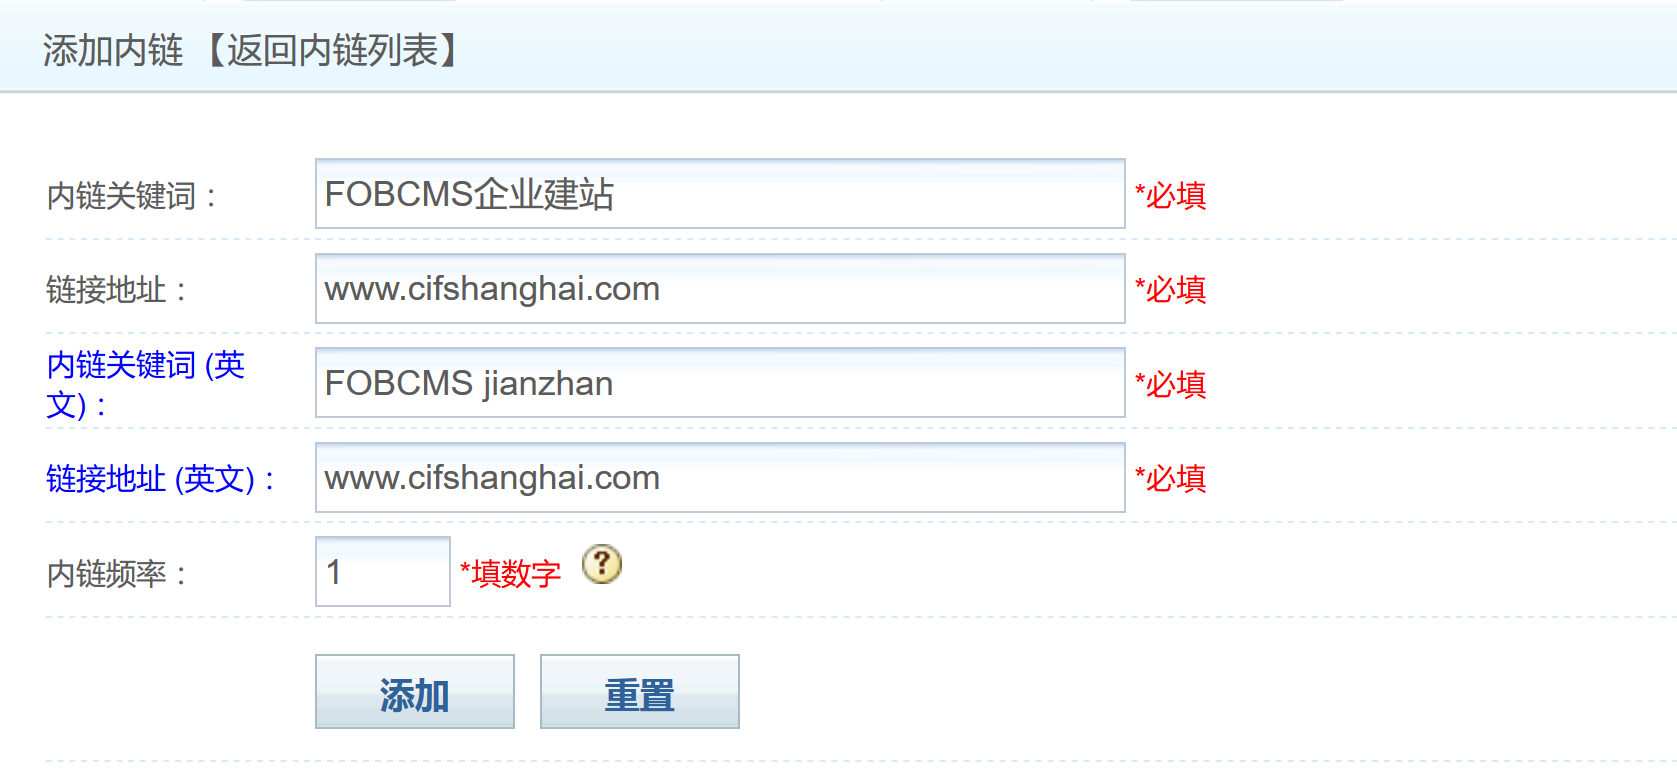 添加内链 【返回内链列表】
内链关键词： FOBCMS企业建站 *必填
链接地址： www.cifshanghai.com *必填
内链关键词 (英
文)： FOBCMS jianzhan *必填
链接地址 (英文)： www.cifshanghai.com *必填
内链频率： 1 *填数字 ?
添加 重置